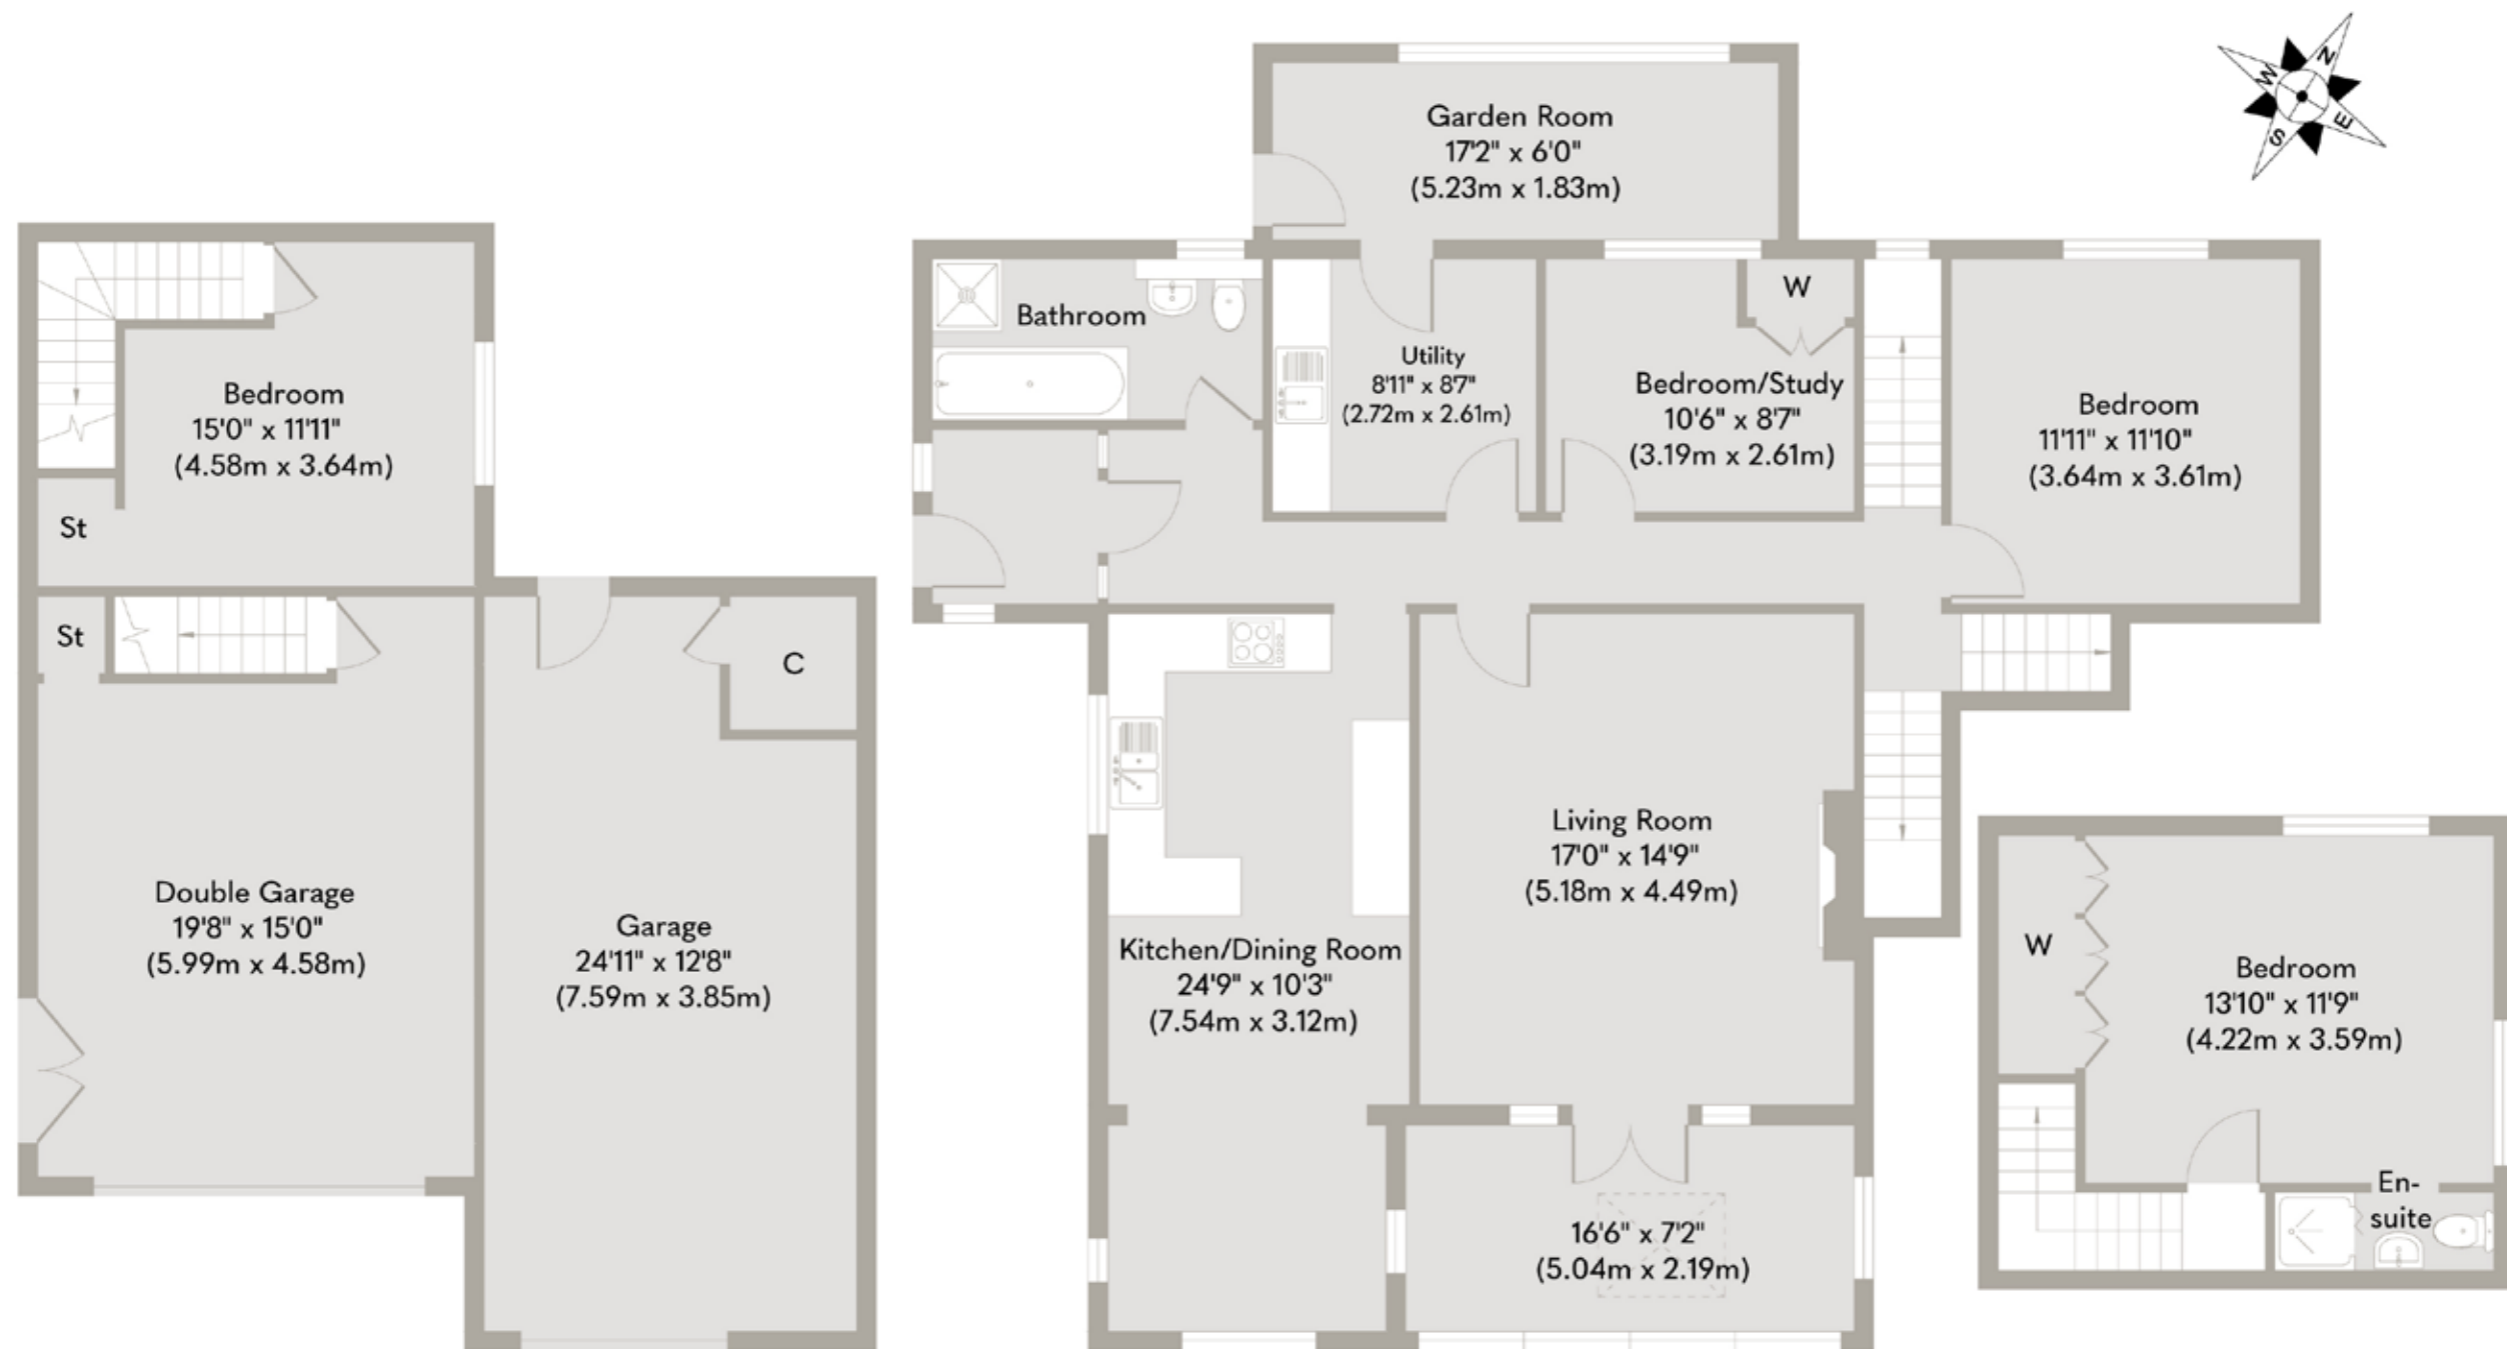 Bedroom
15'0" x 11'11"
(4.58m x 3.64m)
St
St
Double Garage
19'8" x 15'0"
(5.99m x 4.58m)
C
Garage
24'11" x 12'8"
(7.59m x 3.85m)
Garden Room
17'2" x 6'0"
(5.23m x 1.83m)
Bathroom
Utility
8'11" x 8'7"
(2.72m x 2.61m)
W
Bedroom/Study
10'6" x 8'7"
(3.19m x 2.61m)
Bedroom
11'11" x 11'10"
(3.64m x 3.61m)
Kitchen/Dining Room
24'9" x 10'3"
(7.54m x 3.12m)
Living Room
17'0" x 14'9"
(5.18m x 4.49m)
16'6" x 7'2"
(5.04m x 2.19m)
N
W
E
S
W
Bedroom
13'10" x 11'9"
(4.22m x 3.59m)
En-
suite